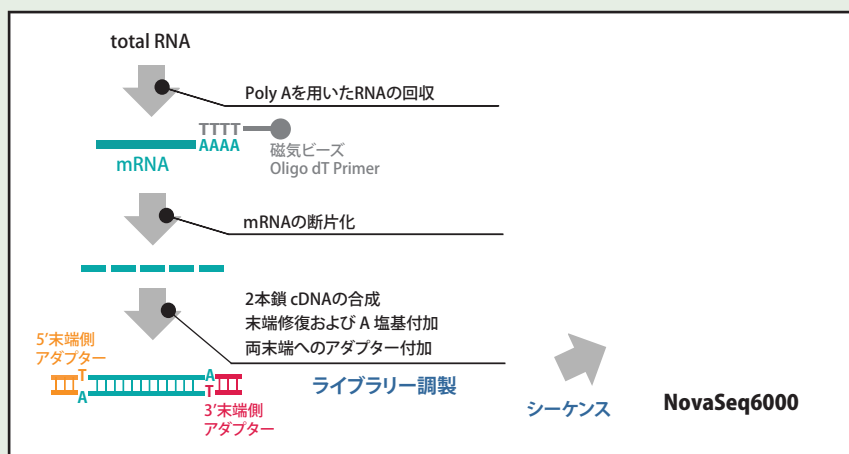 total RNA
Poly Aを用いたRNAの回収
TTTT
AAAA
mRNA
磁気ビーズ
Oligo dT Primer
mRNAの断片化
2本鎖 cDNAの合成
末端修復および A 塩基付加
両末端へのアダプター付加
5'末端側
アダプター
T
A
A
T
3'末端側
アダプター
ライブラリー調製
シーケンス
NovaSeq6000